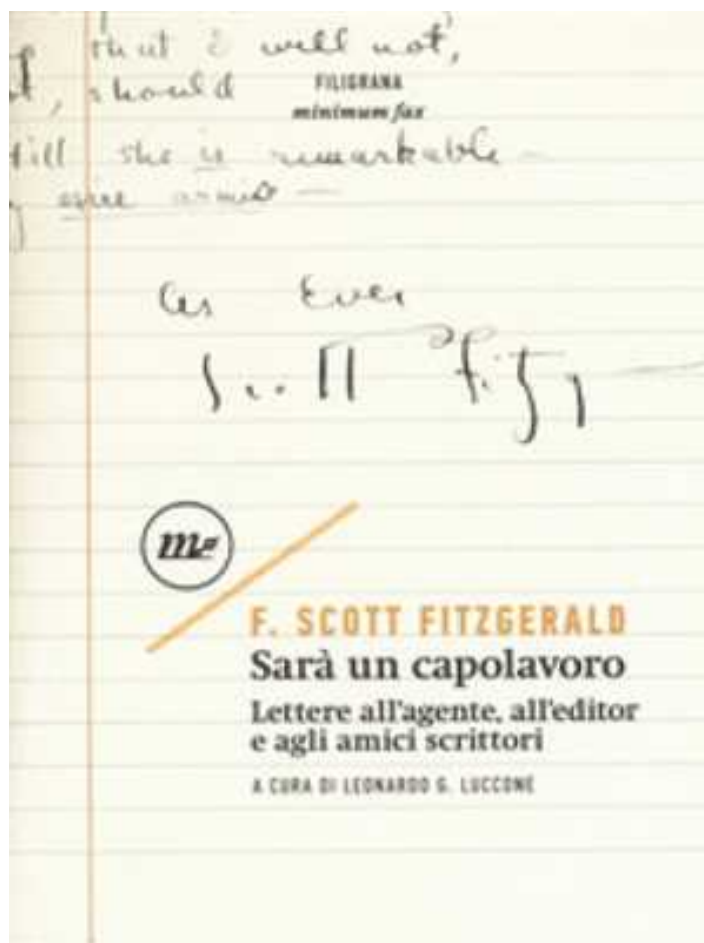 that I will not,
should
FILIGRANA
minimum fax
till she is remarkable —
As Ever
Scott Fitzg
m
F. SCOTT FITZGERALD
Sarà un capolavoro
Lettere all'agente, all'editor
e agli amici scrittori
A CURA DI LEONARDO G. LUCCONE